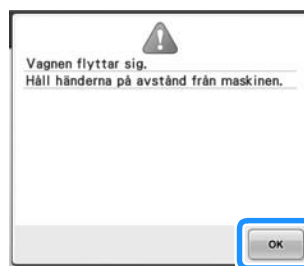 Vagnen flyttar sig.
Håll händerna på avstånd från maskinen.
OK